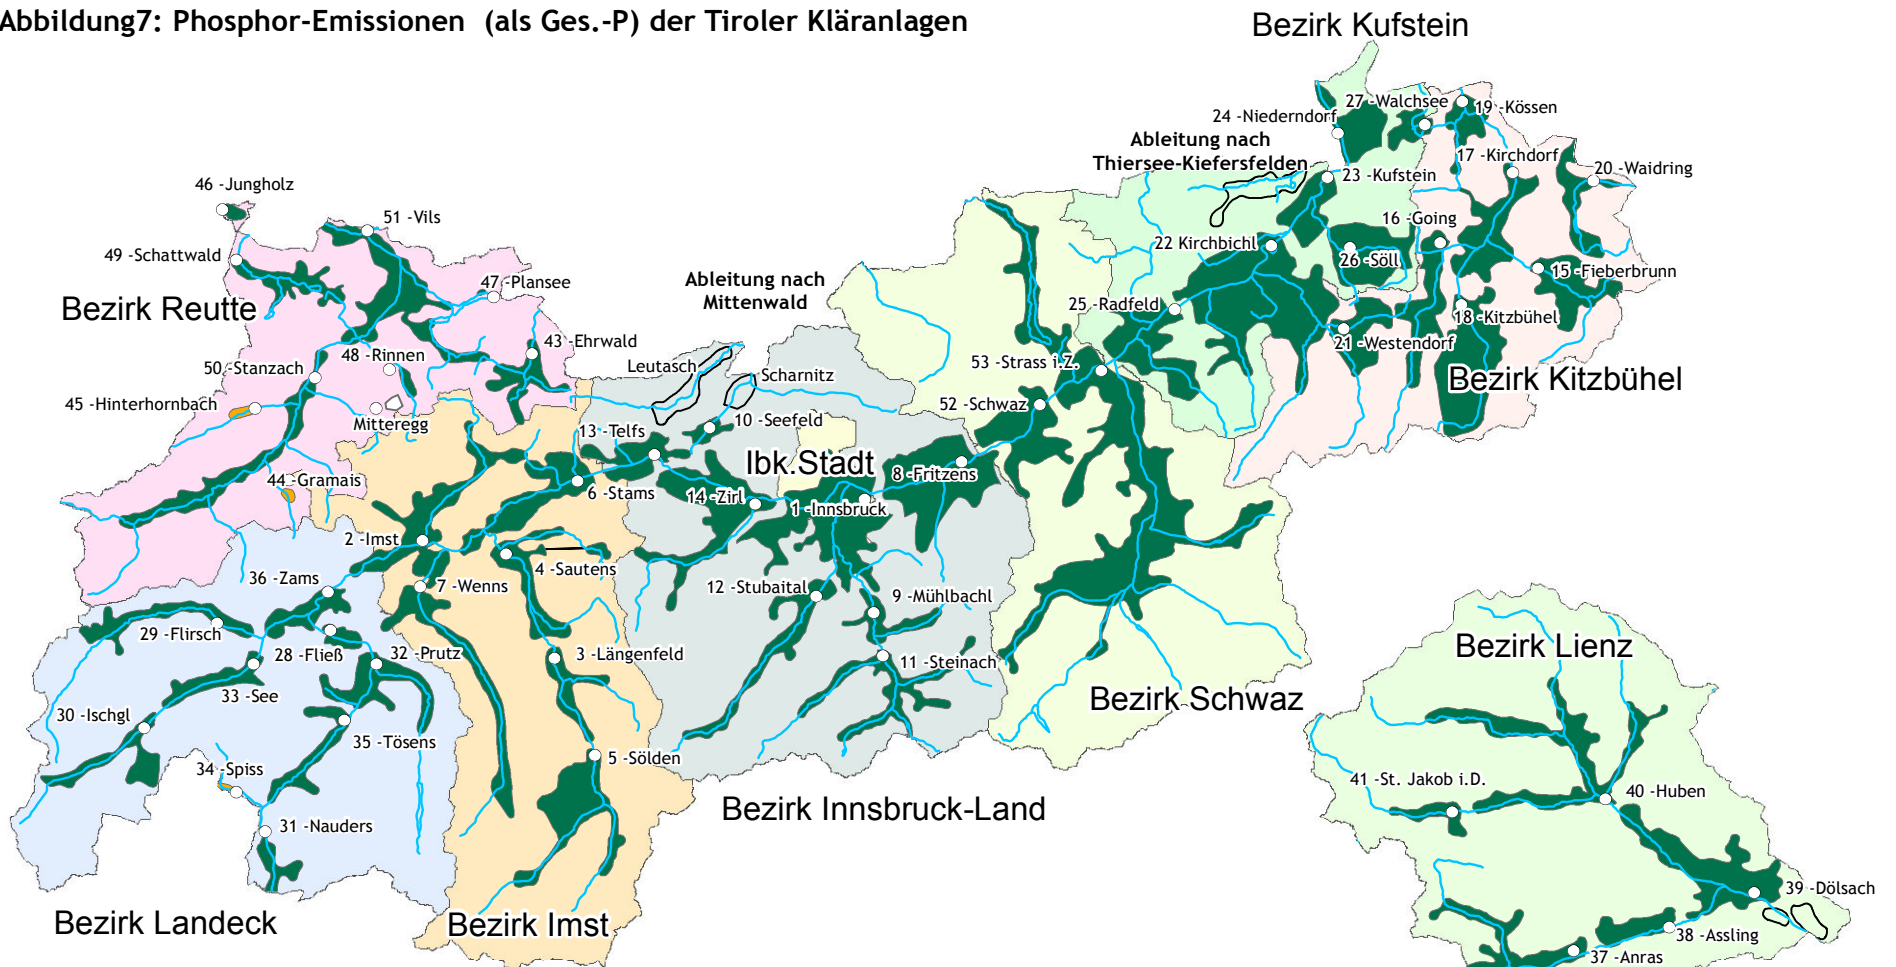 Abbildung7: Phosphor-Emissionen (als Ges.-P) der Tiroler Kläranlagen
Bezirk Kufstein
27 -Walchsee
19 -Kössen
24 -Niederndorf
Ableitung nach
Thiersee-Kiefersfelden
17 -Kirchdorf
20 -Waidring
23 -Kufstein
46 -Jungholz
51 -Vils
16 -Going
22 Kirchbichl
49 -Schattwald
26 -Söll
15 -Fieberbrunn
47 -Plansee
Ableitung nach
Mittenwald
Bezirk Reutte
25 -Radfeld
18 -Kitzbühel
43 -Ehrwald
21 -Westendorf
48 -Rinnen
50 -Stanzach
Leutasch
Scharnitz
53 -Strass i.Z.
Bezirk Kitzbühel
45 -Hinterhornbach
Mitteregg
52 -Schwaz
10 -Seefeld
13 -Telfs
Ibk.Stadt
8 -Fritzens
44 -Gramais
6 -Stams
14 -Zirl
1 -Innsbruck
2 -Imst
4 -Sautens
36 -Zams
7 -Wenns
12 -Stubaital
9 -Mühlbachl
29 -Flirsch
28 -Fließ
32 -Prutz
3 -Längenfeld
11 -Steinach
Bezirk Lienz
33 -See
Bezirk Schwaz
30 -Ischgl
35 -Tösens
34 -Spiss
5 -Sölden
41 -St. Jakob i.D.
40 -Huben
Bezirk Innsbruck-Land
31 -Nauders
39 -Dölsach
Bezirk Landeck
Bezirk Imst
38 -Assling
37 -Anras